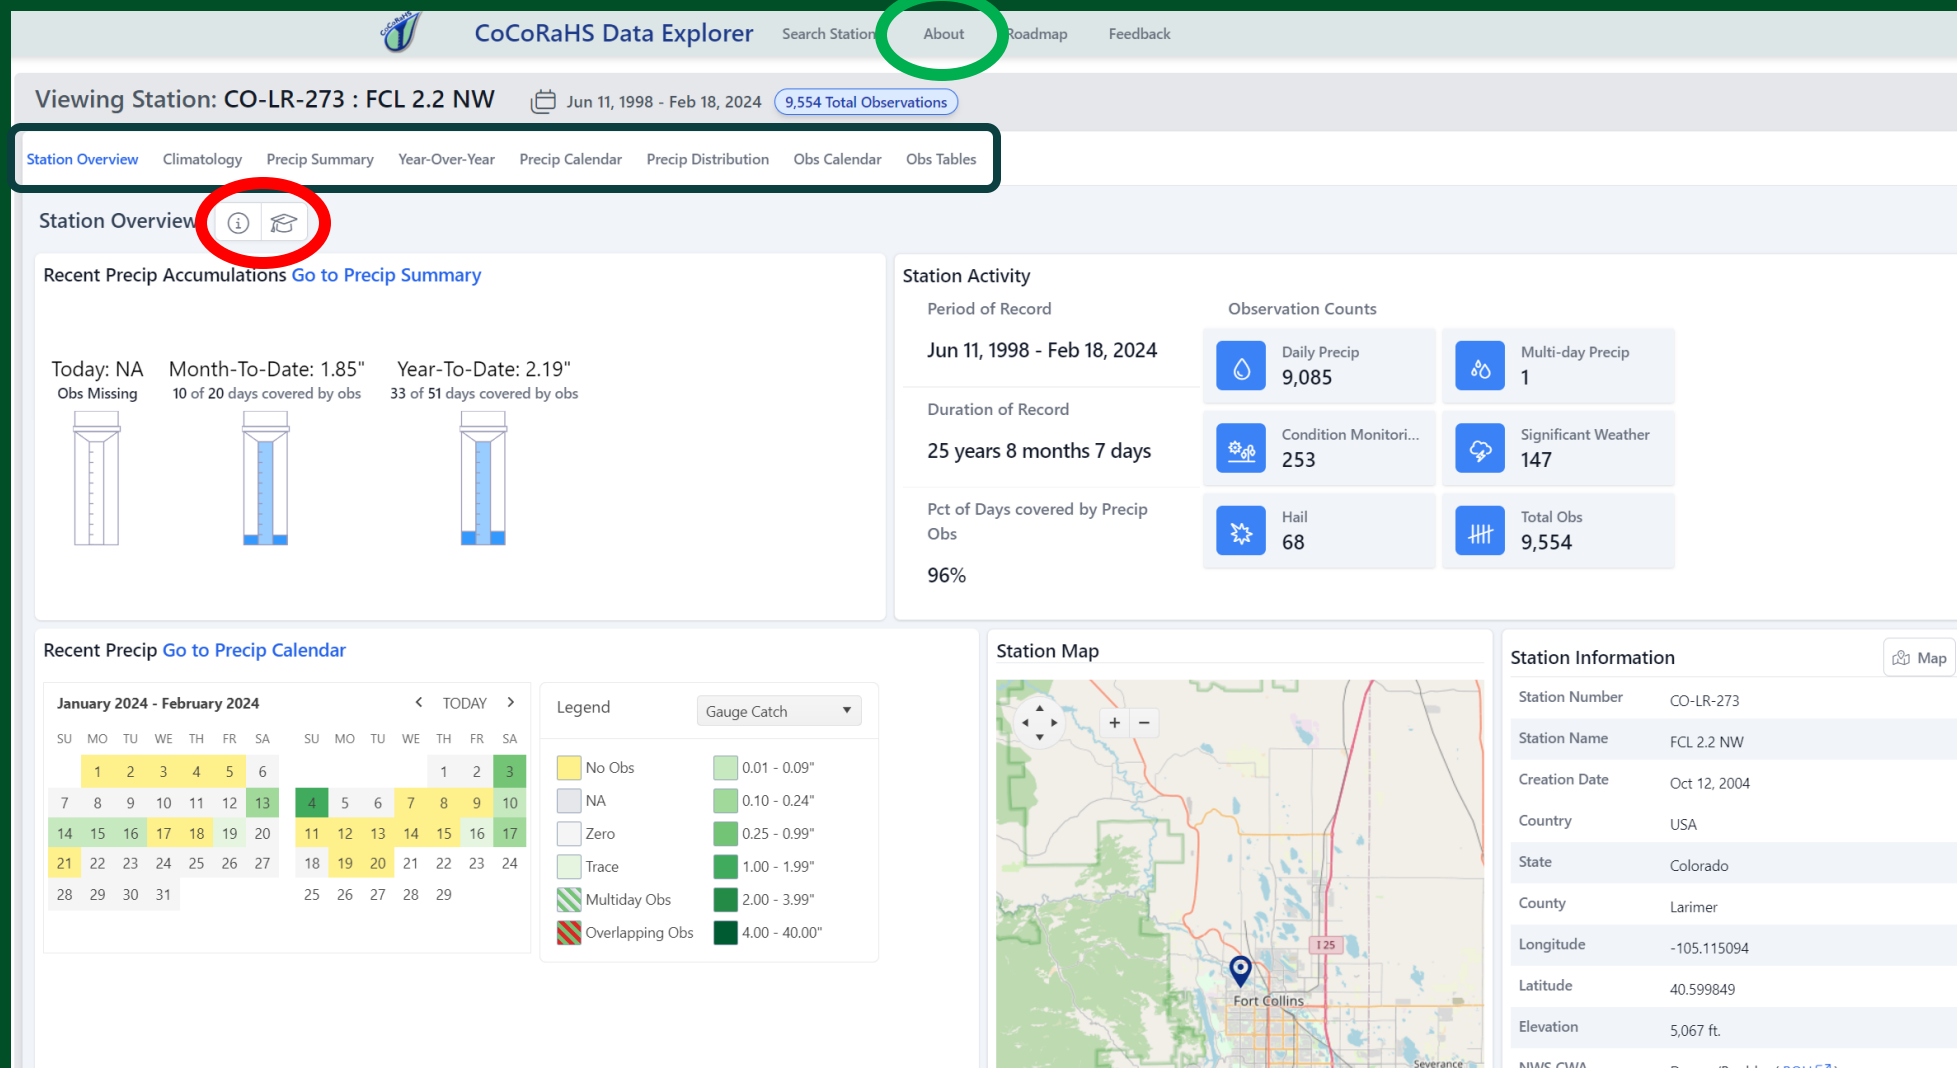 CoCoRaHS
CoCoRaHS Data Explorer Search Station About Roadmap Feedback
Viewing Station: CO-LR-273 : FCL 2.2 NW Jun 11, 1998 - Feb 18, 2024 9,554 Total Observations
Station Overview Climatology Precip Summary Year-Over-Year Precip Calendar Precip Distribution Obs Calendar Obs Tables
Station Overview
Recent Precip Accumulations Go to Precip Summary
Today: NA Month-To-Date: 1.85" Year-To-Date: 2.19"
Obs Missing 10 of 20 days covered by obs 33 of 51 days covered by obs
Station Activity
Period of Record
Jun 11, 1998 - Feb 18, 2024
Duration of Record
25 years 8 months 7 days
Pct of Days covered by Precip
Obs
96%
Observation Counts
Daily Precip
9,085
Multi-day Precip
1
Condition Monitori...
253
Significant Weather
147
Hail
68
Total Obs
9,554
Recent Precip Go to Precip Calendar
January 2024 - February 2024 TODAY
SU MO TU WE TH FR SA
1 2 3 4 5 6
7 8 9 10 11 12 13
14 15 16 17 18 19 20
21 22 23 24 25 26 27
28 29 30 31
SU MO TU WE TH FR SA
1 2 3
4 5 6 7 8 9 10
11 12 13 14 15 16 17
18 19 20 21 22 23 24
25 26 27 28 29
Legend Gauge Catch
No Obs 0.01 - 0.09"
NA 0.10 - 0.24"
Zero 0.25 - 0.99"
Trace 1.00 - 1.99"
Multiday Obs 2.00 - 3.99"
Overlapping Obs 4.00 - 40.00"
Station Map
I 25
Fort Collins
Severance
Station Information Map
Station Number CO-LR-273
Station Name FCL 2.2 NW
Creation Date Oct 12, 2004
Country USA
State Colorado
County Larimer
Longitude -105.115094
Latitude 40.599849
Elevation 5,067 ft.
NWS CWA